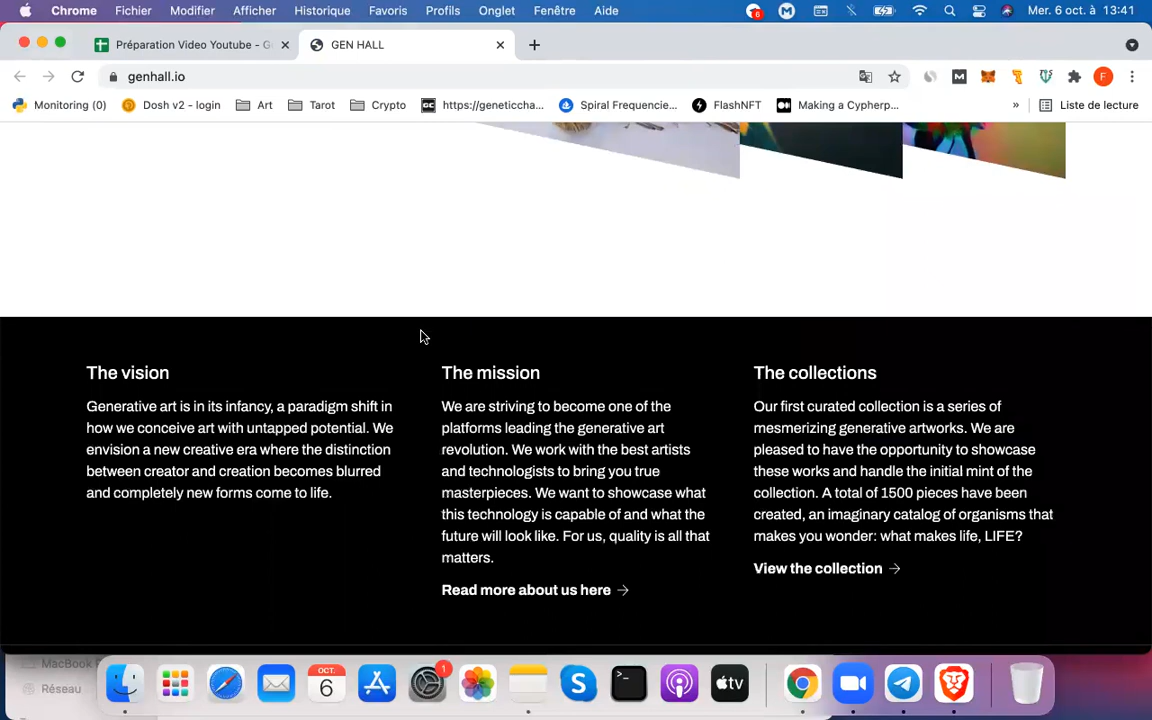 Chrome Fichier Modifier Afficher Historique Favoris Profils Onglet Fenêtre Aide 6 Mer. 6 oct. à 13:41
Préparation Video Youtube - G GEN HALL
genhall.io F
Monitoring (0) Dosh v2 - login Art Tarot Crypto https://geneticcha... Spiral Frequencie... FlashNFT Making a Cypherp... » Liste de lecture
The vision
Generative art is in its infancy, a paradigm shift in
how we conceive art with untapped potential. We
envision a new creative era where the distinction
between creator and creation becomes blurred
and completely new forms come to life.
The mission
We are striving to become one of the
platforms leading the generative art
revolution. We work with the best artists
and technologists to bring you true
masterpieces. We want to showcase what
this technology is capable of and what the
future will look like. For us, quality is all that
matters.
Read more about us here →
The collections
Our first curated collection is a series of
mesmerizing generative artworks. We are
pleased to have the opportunity to showcase
these works and handle the initial mint of the
collection. A total of 1500 pieces have been
created, an imaginary catalog of organisms that
makes you wonder: what makes life, LIFE?
View the collection →
MacBook
Réseau
OCT.
6
1
tv